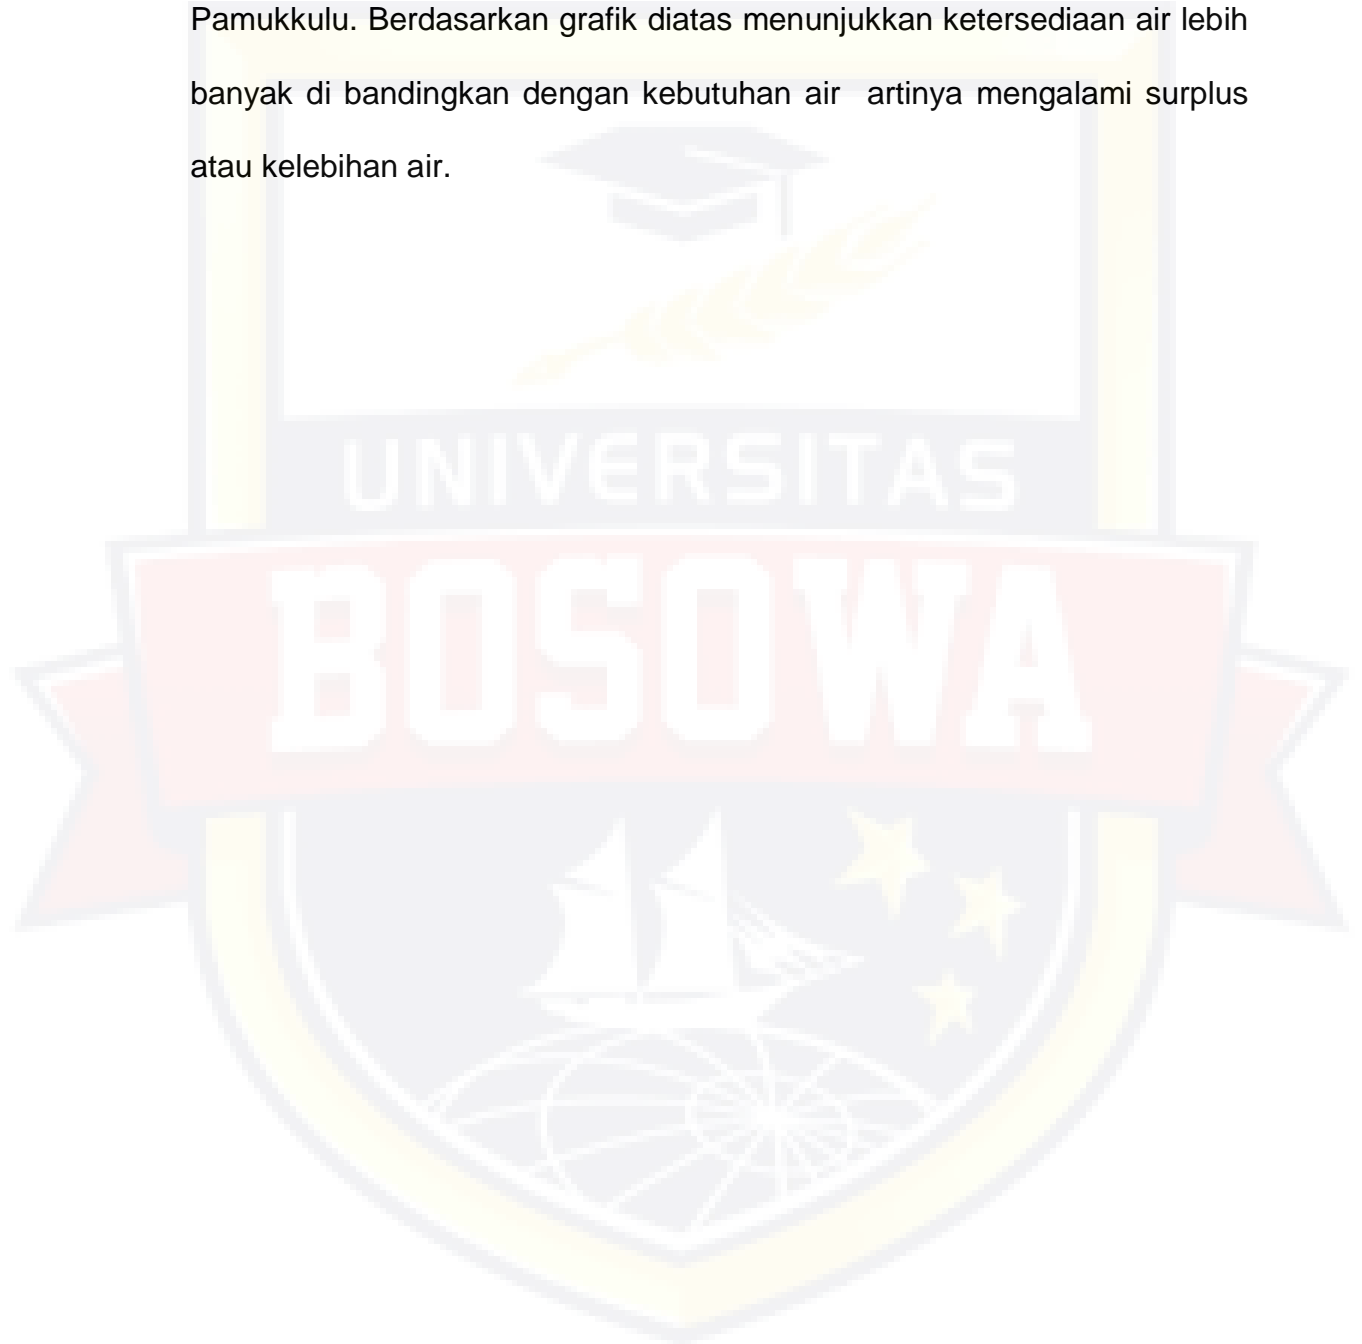 Pamukkulu. Berdasarkan grafik diatas menunjukkan ketersediaan air lebih
banyak di bandingkan dengan kebutuhan air artinya mengalami surplus
atau kelebihan air.
UNIVERSITAS
BOSOWA